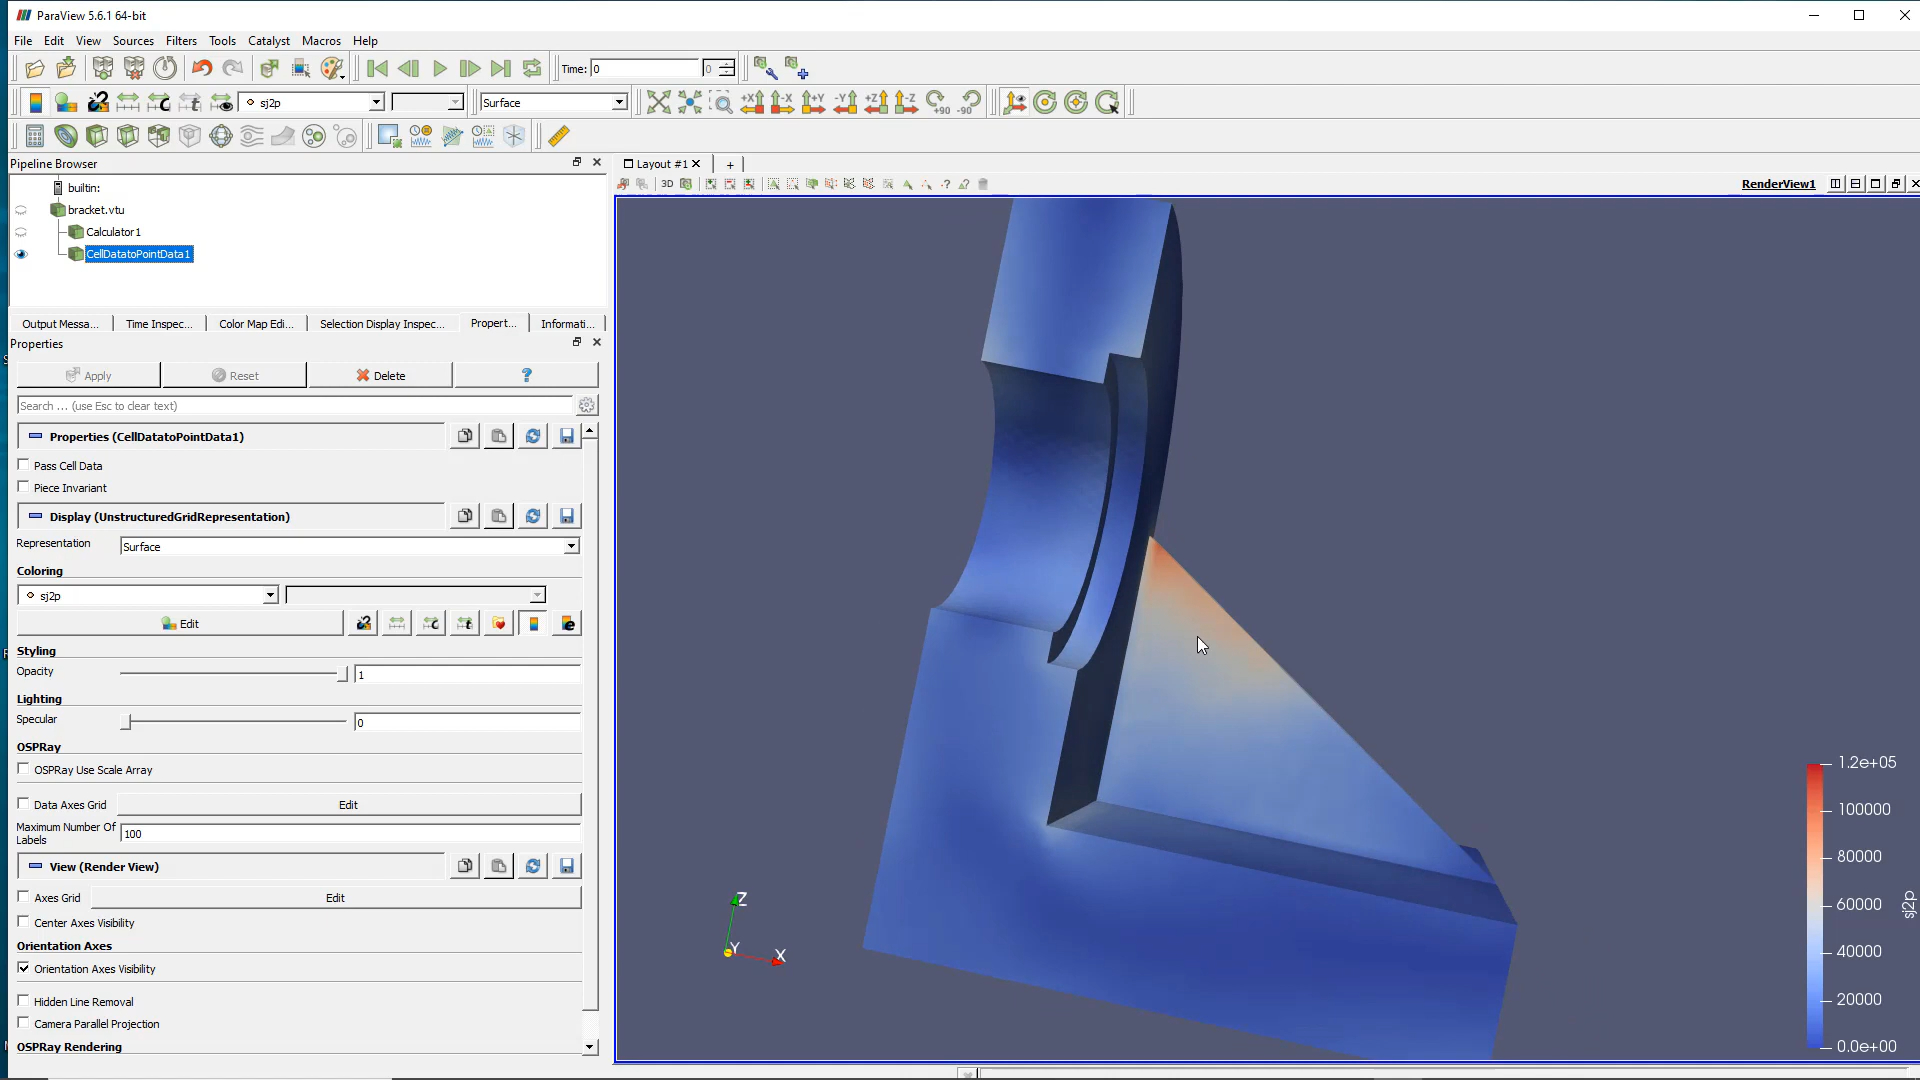 ParaView 5.6.1 64-bit
File Edit View Sources Filters Tools Catalyst Macros Help
Time: 0 0
sj2p Surface +X -X +Y -Y +Z -Z +90 -90
Pipeline Browser
Layout #1 +
builtin:
3D
RenderView1
bracket.vtu
Calculator1
CellDatatoPointData1
Output Messa... Time Inspec... Color Map Edi... Selection Display Inspec... Propert... Informati...
Properties
Apply Reset Delete ?
Search ... (use Esc to clear text)
Properties (CellDatatoPointData1)
Pass Cell Data
Piece Invariant
Display (UnstructuredGridRepresentation)
Representation Surface
Coloring
sj2p
Edit
Styling
Opacity 1
Lighting
Specular 0
OSPRay
OSPRay Use Scale Array
Data Axes Grid Edit
Maximum Number Of
Labels
100
View (Render View)
Axes Grid Edit
Center Axes Visibility
Orientation Axes
Orientation Axes Visibility
Hidden Line Removal
Camera Parallel Projection
OSPRay Rendering
Z
Y
X
1.2e+05
100000
80000
60000
40000
20000
0.0e+00
sj2p